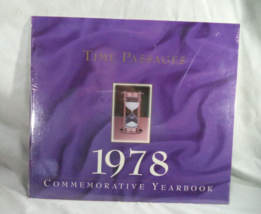 TIME PASSAGES
1978
COMMEMORATIVE YEARBOOK